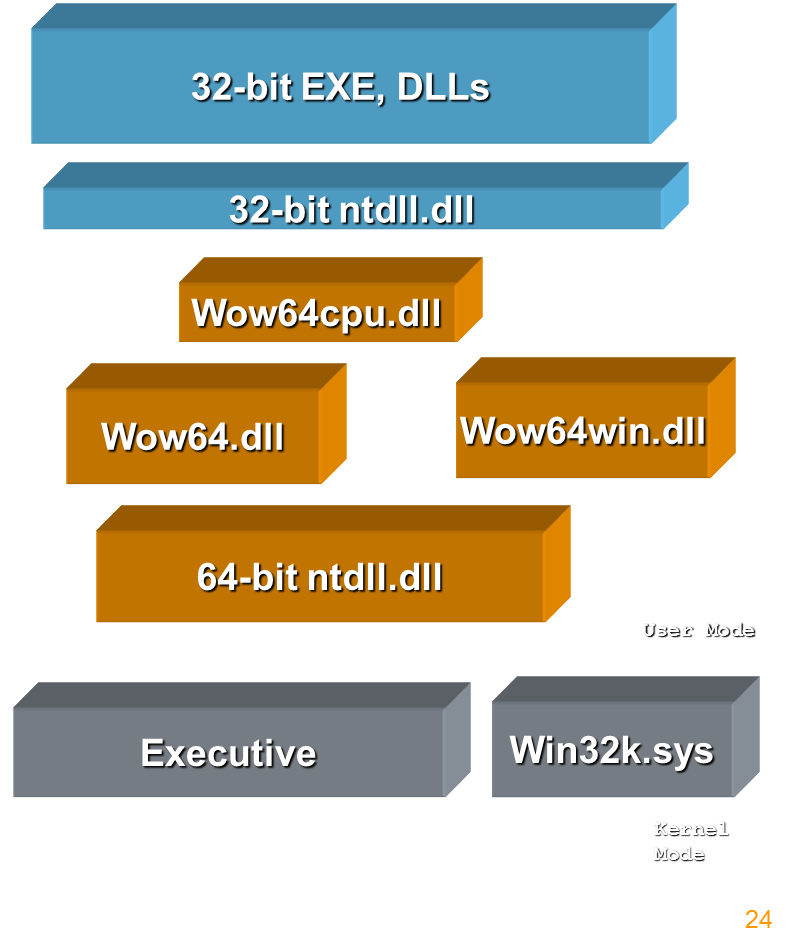 32-bit EXE, DLLs
32-bit ntdll.dll
Wow64cpu.dll
Wow64.dll
Wow64win.dll
64-bit ntdll.dll
User Mode
Executive
Win32k.sys
Kernel
Mode
24